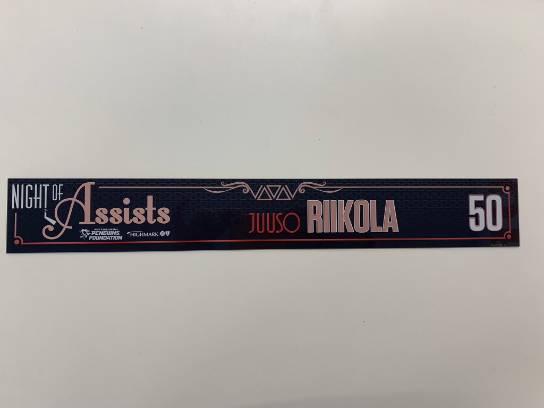 NIGHT OF
Assists
PENGUINS
FOUNDATION
HIGHMARK
JUUSO RIIKOLA
50